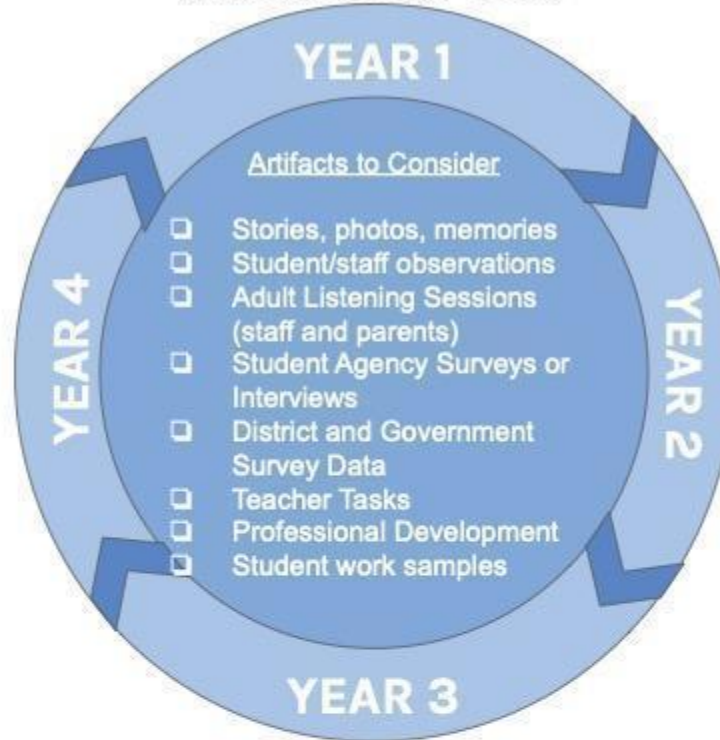 YEAR 1
Artifacts to Consider
❑ Stories, photos, memories
❑ Student/staff observations
❑ Adult Listening Sessions
(staff and parents)
❑ Student Agency Surveys or
Interviews
❑ District and Government
Survey Data
❑ Teacher Tasks
❑ Professional Development
❑ Student work samples
YEAR 2
YEAR 3
YEAR 4